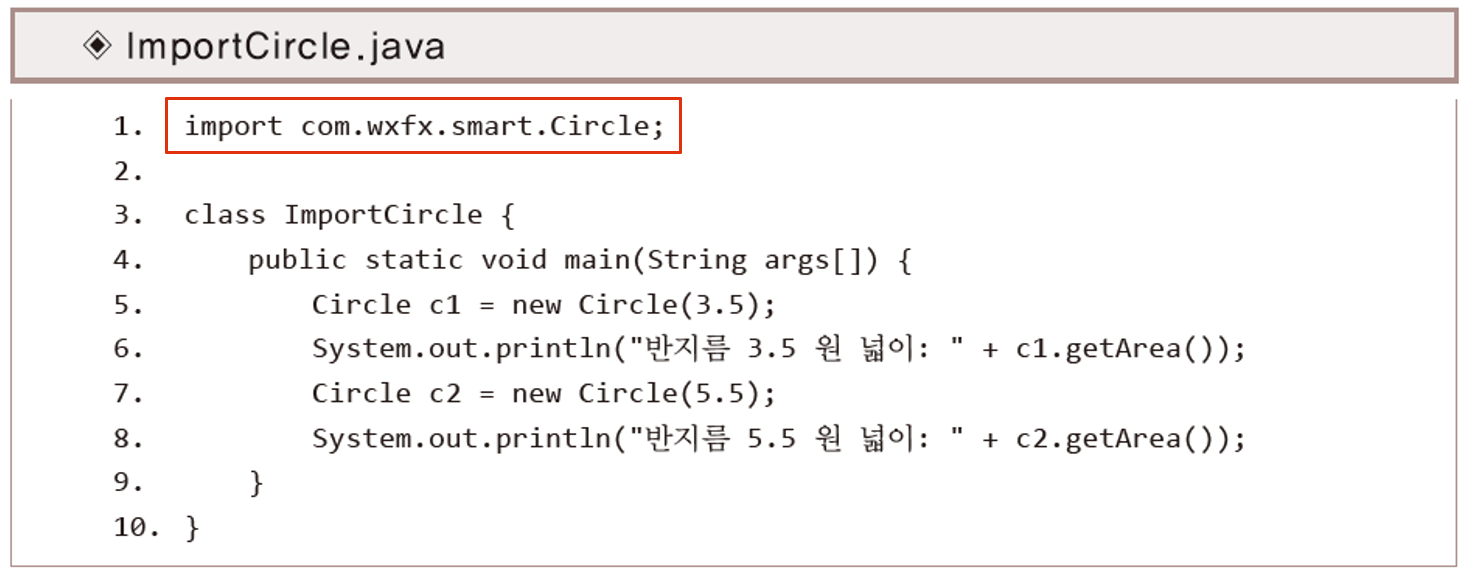 ◈ ImportCircle.java
1. import com.wxfx.smart.Circle;
2.
3. class ImportCircle {
4. public static void main(String args[]) {
5. Circle c1 = new Circle(3.5);
6. System.out.println("반지름 3.5 원 넓이: " + c1.getArea());
7. Circle c2 = new Circle(5.5);
8. System.out.println("반지름 5.5 원 넓이: " + c2.getArea());
9. }
10. }